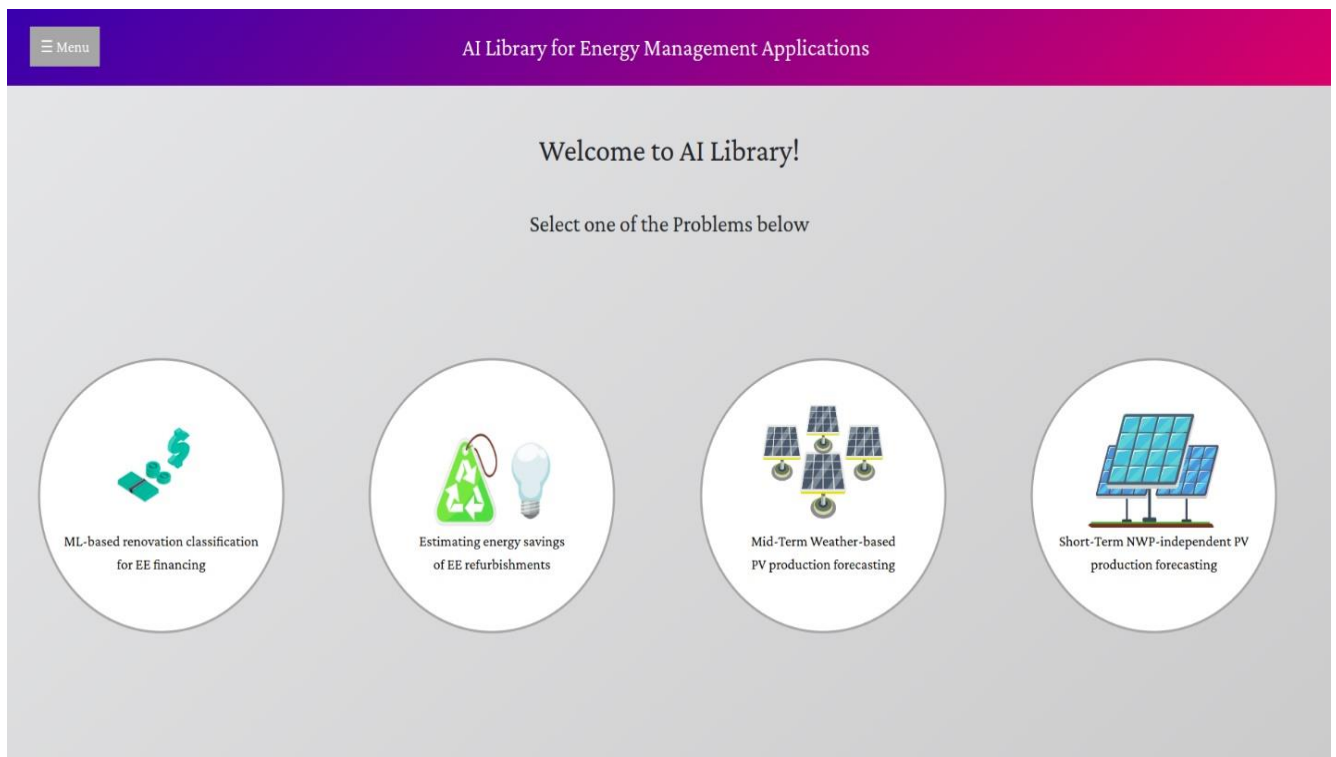 ☰ Menu
AI Library for Energy Management Applications
Welcome to AI Library!
Select one of the Problems below
ML-based renovation classification
for EE financing
Estimating energy savings
of EE refurbishments
Mid-Term Weather-based
PV production forecasting
Short-Term NWP-independent PV
production forecasting